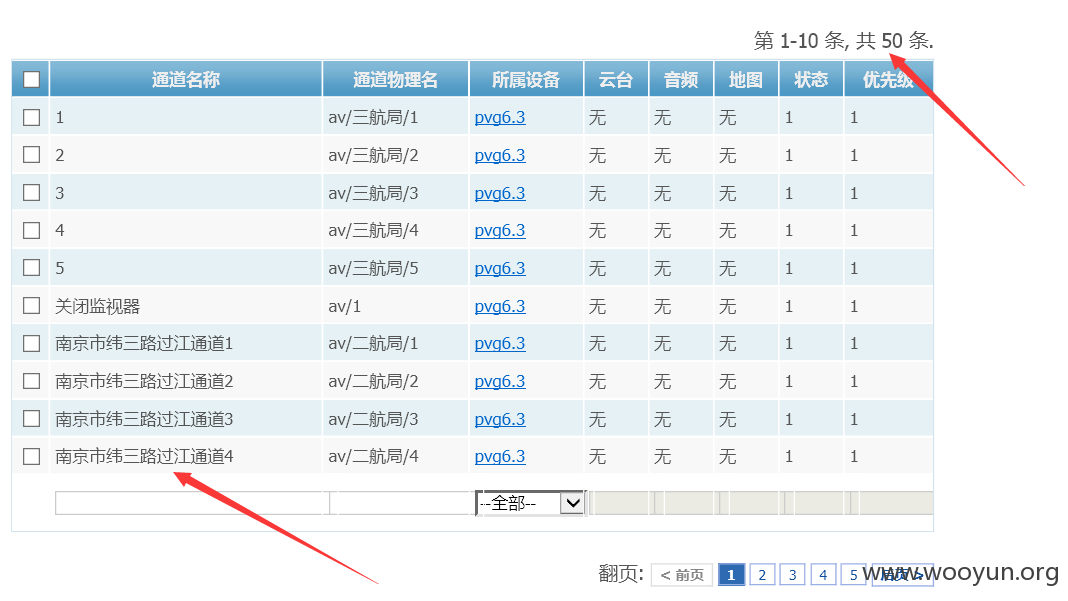 第 1-10 条, 共 50 条.
通道名称 通道物理名 所属设备 云台 音频 地图 状态 优先级
1 av/三航局/1 pvg6.3 无 无 无 1 1
2 av/三航局/2 pvg6.3 无 无 无 1 1
3 av/三航局/3 pvg6.3 无 无 无 1 1
4 av/三航局/4 pvg6.3 无 无 无 1 1
5 av/三航局/5 pvg6.3 无 无 无 1 1
关闭监视器 av/1 pvg6.3 无 无 无 1 1
南京市纬三路过江通道1 av/二航局/1 pvg6.3 无 无 无 1 1
南京市纬三路过江通道2 av/二航局/2 pvg6.3 无 无 无 1 1
南京市纬三路过江通道3 av/二航局/3 pvg6.3 无 无 无 1 1
南京市纬三路过江通道4 av/二航局/4 pvg6.3 无 无 无 1 1
--全部--
翻页: < 前页 1 2 3 4 5
www.wooyun.org